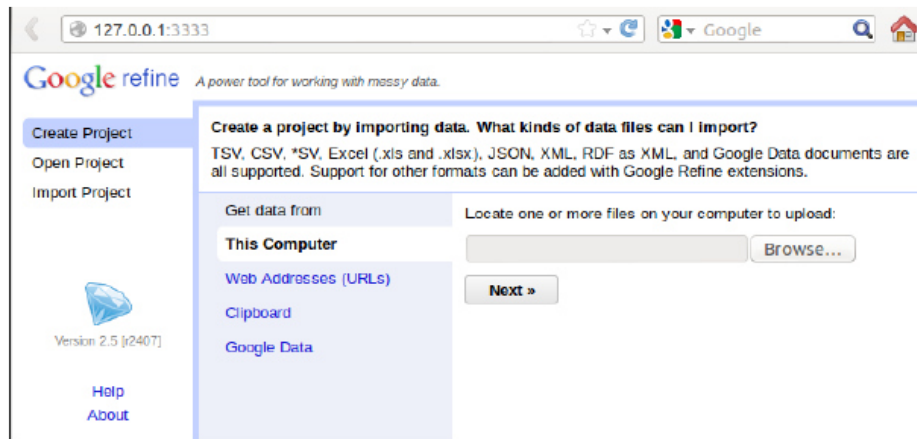 127.0.0.1:3333
Google
Google refine A power tool for working with messy data.
Create Project
Open Project
Import Project
Version 2.5 [r2407]
Help
About
Create a project by importing data. What kinds of data files can I import?
TSV, CSV, *SV, Excel (.xls and .xlsx), JSON, XML, RDF as XML, and Google Data documents are
all supported. Support for other formats can be added with Google Refine extensions.
Get data from
This Computer
Web Addresses (URLs)
Clipboard
Google Data
Locate one or more files on your computer to upload:
Browse...
Next »